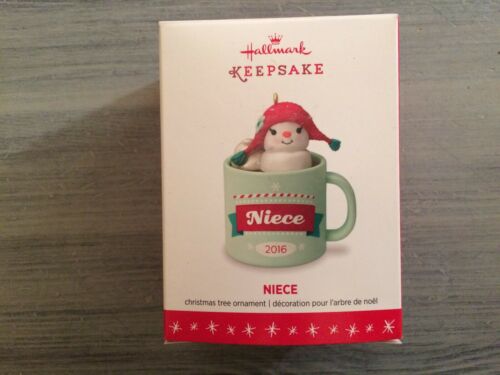 Hallmark
KEEPSAKE
Niece
2016
NIECE
christmas tree ornament | décoration pour l'arbre de noël